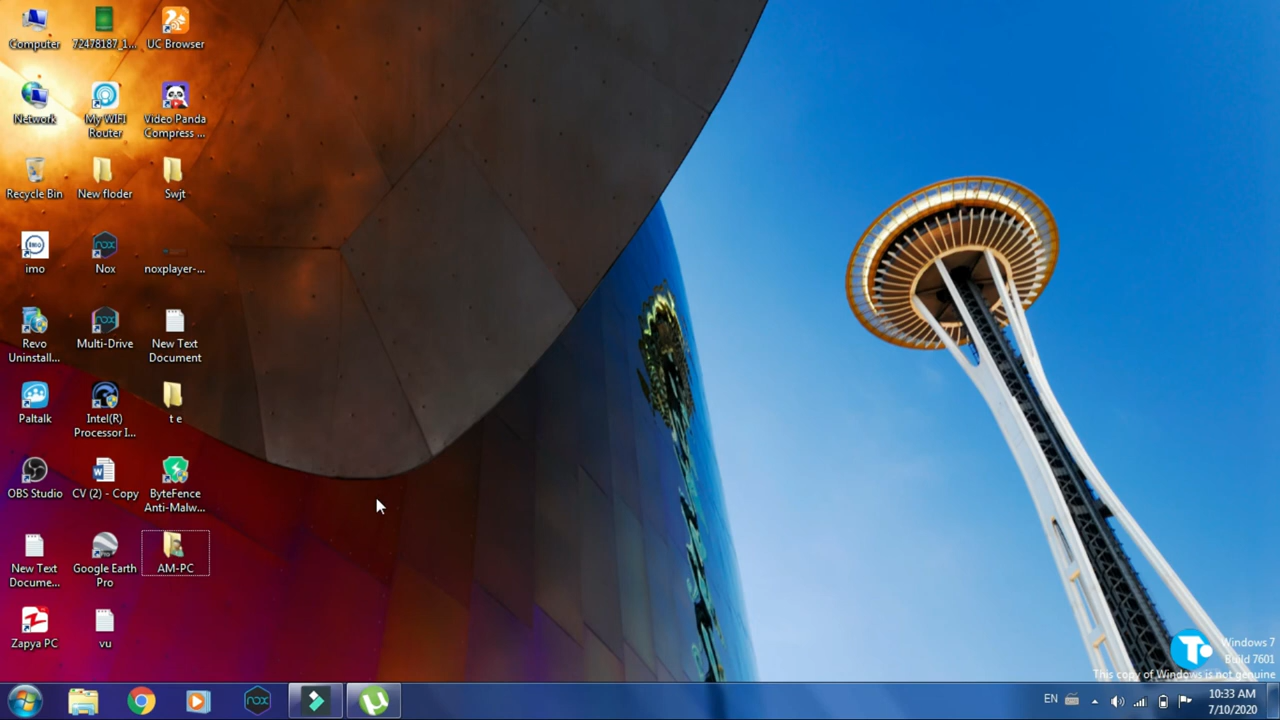 Computer
72478187_1...
UC Browser
Network
My WIFI
Router
Video Panda
Compress ...
Recycle Bin
New floder
Swjt
imo
Nox
noxplayer-...
Revo
Uninstall...
Multi-Drive
New Text
Document
Paltalk
Intel(R)
Processor I...
t e
OBS Studio
CV (2) - Copy
ByteFence
Anti-Malw...
New Text
Docume...
Google Earth
Pro
AM-PC
Zapya PC
vu
Windows 7
Build 7601
This copy of Windows is not genuine
nox
EN
10:33 AM
7/10/2020